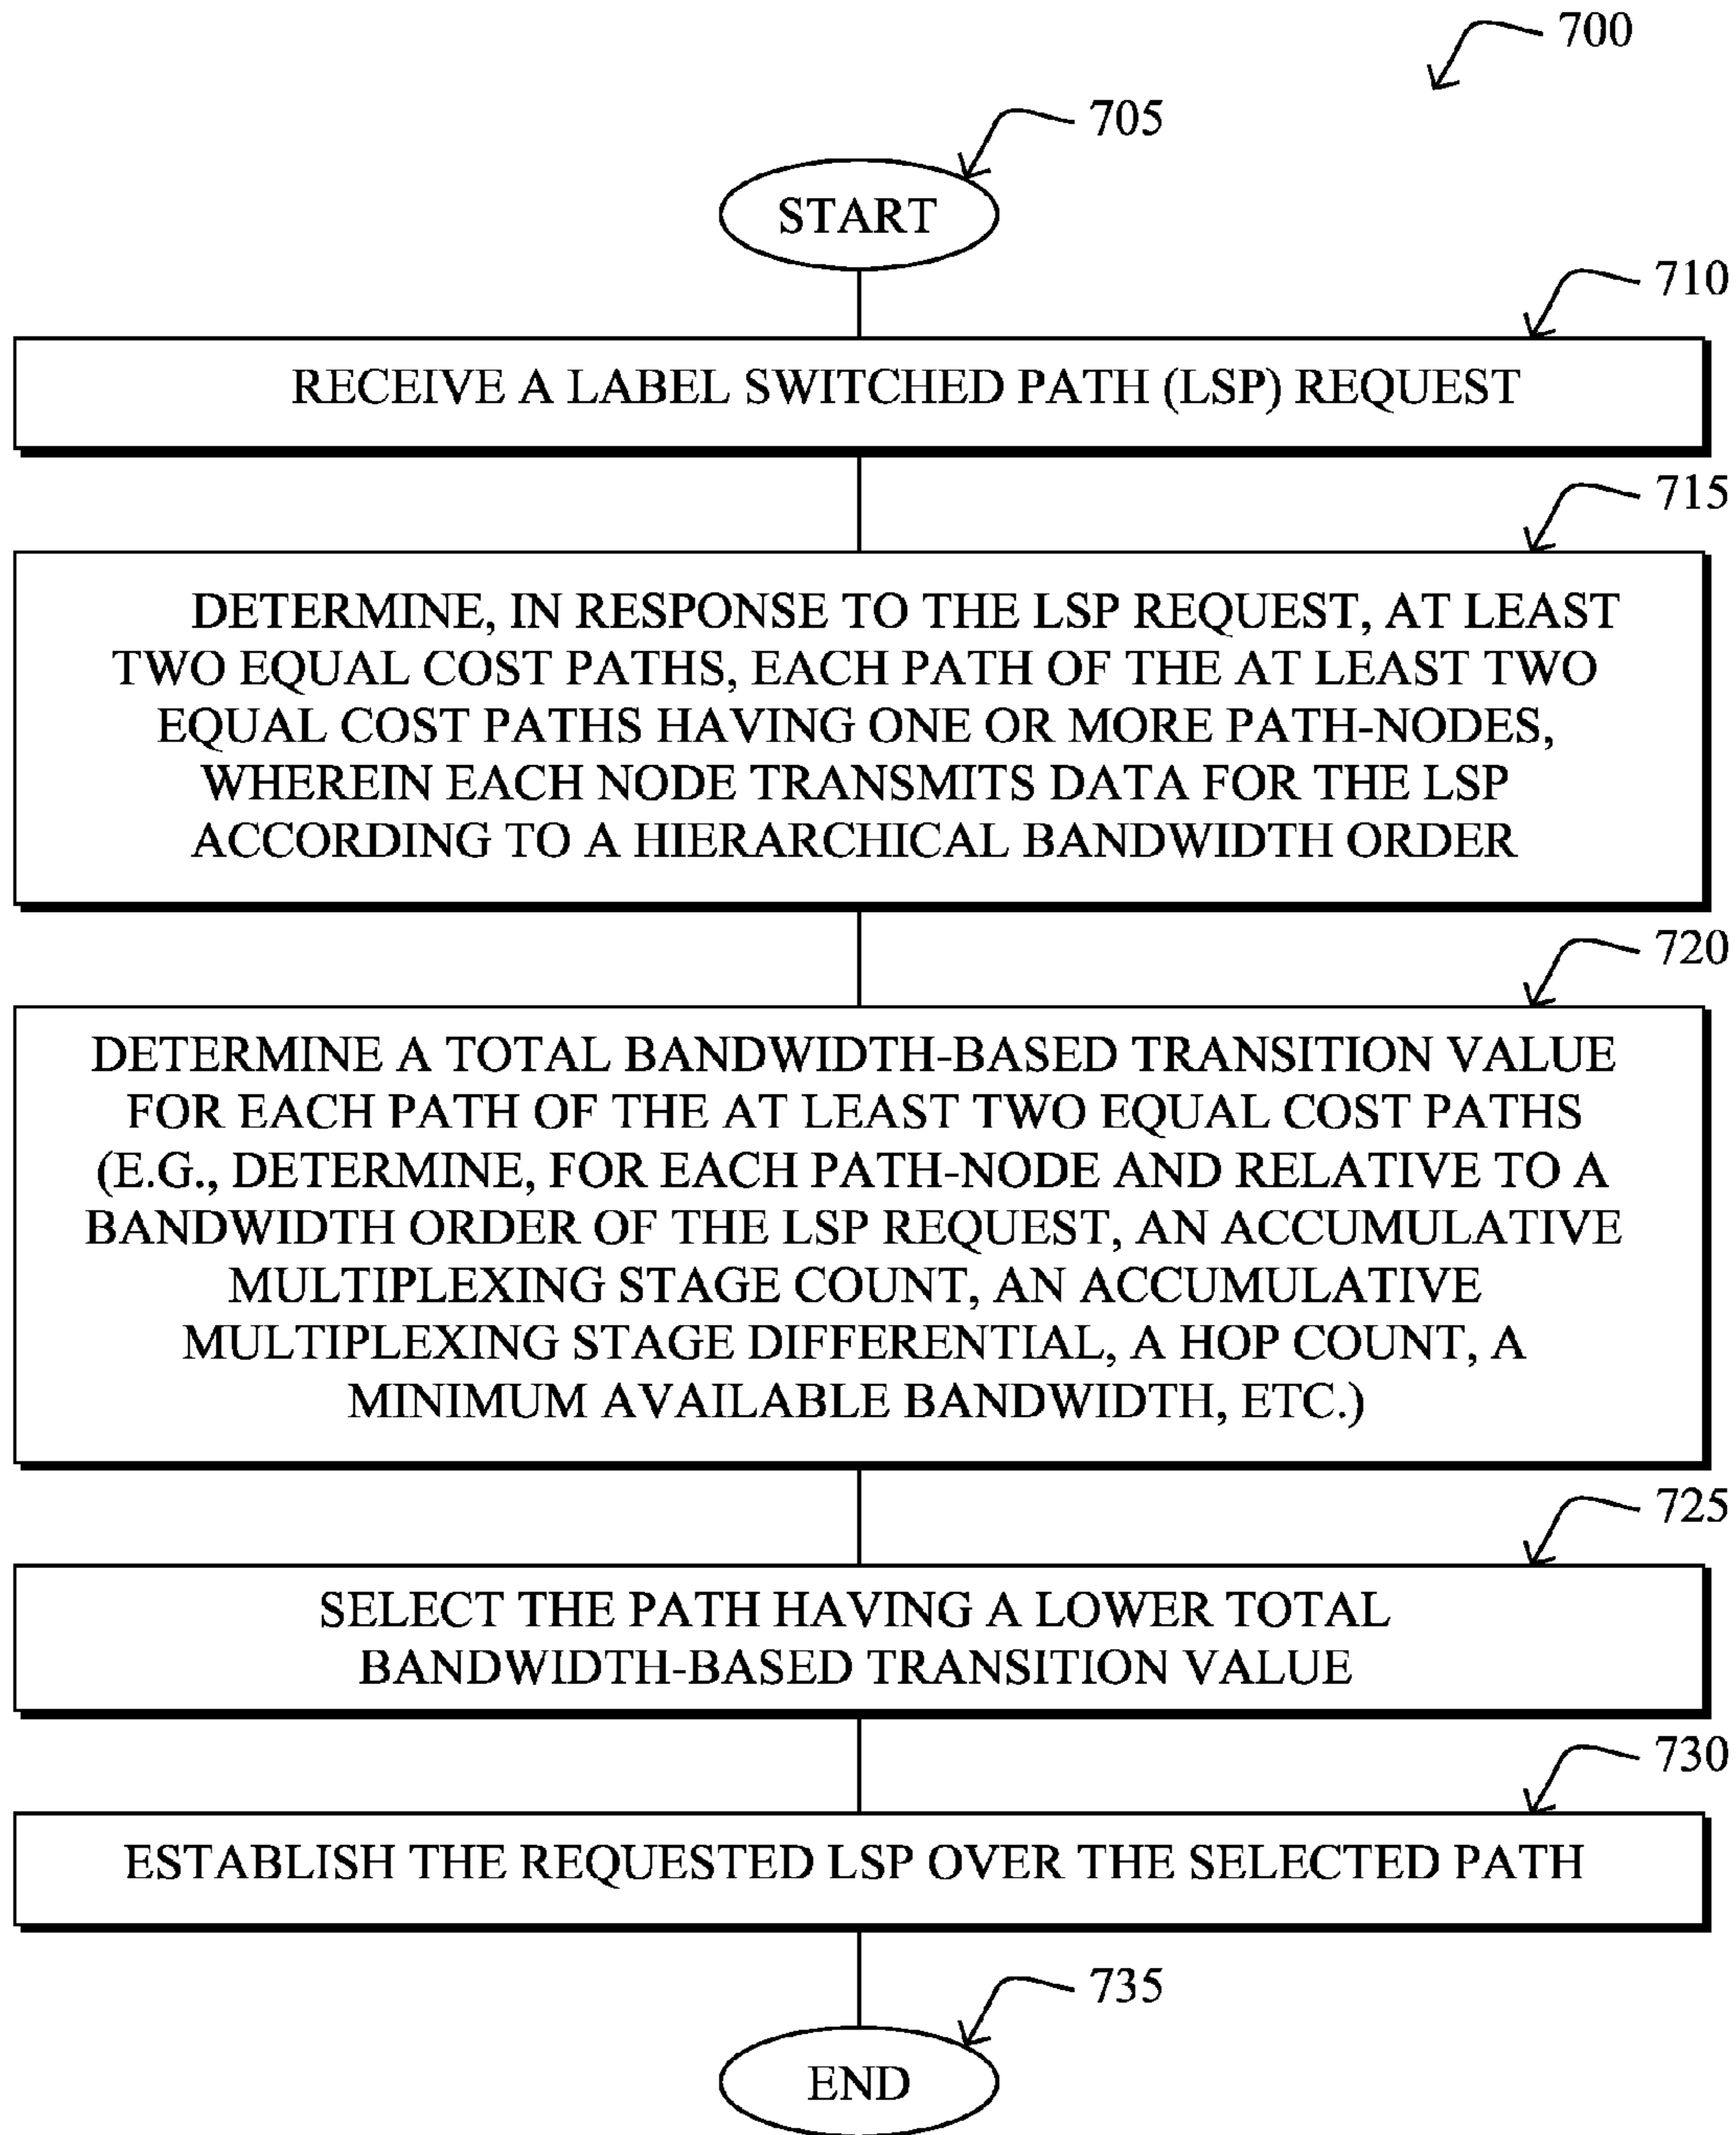 700
705
START
710
RECEIVE A LABEL SWITCHED PATH (LSP) REQUEST
715
DETERMINE, IN RESPONSE TO THE LSP REQUEST, AT LEAST
TWO EQUAL COST PATHS, EACH PATH OF THE AT LEAST TWO
EQUAL COST PATHS HAVING ONE OR MORE PATH-NODES,
WHEREIN EACH NODE TRANSMITS DATA FOR THE LSP
ACCORDING TO A HIERARCHICAL BANDWIDTH ORDER
720
DETERMINE A TOTAL BANDWIDTH-BASED TRANSITION VALUE
FOR EACH PATH OF THE AT LEAST TWO EQUAL COST PATHS
(E.G., DETERMINE, FOR EACH PATH-NODE AND RELATIVE TO A
BANDWIDTH ORDER OF THE LSP REQUEST, AN ACCUMULATIVE
MULTIPLEXING STAGE COUNT, AN ACCUMULATIVE
MULTIPLEXING STAGE DIFFERENTIAL, A HOP COUNT, A
MINIMUM AVAILABLE BANDWIDTH, ETC.)
725
SELECT THE PATH HAVING A LOWER TOTAL
BANDWIDTH-BASED TRANSITION VALUE
730
ESTABLISH THE REQUESTED LSP OVER THE SELECTED PATH
735
END